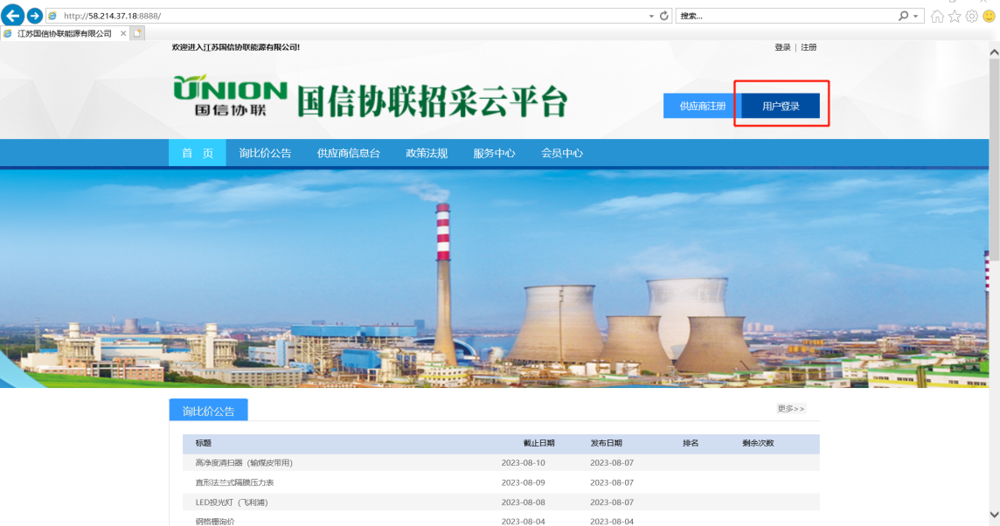 http://58.214.37.18:8888/
搜索...
江苏国信协联能源有限公司
欢迎进入江苏国信协联能源有限公司!
登录 | 注册
UNION
国信协联
国信协联招采云平台
供应商注册
用户登录
首 页 询比价公告 供应商信息台 政策法规 服务中心 会员中心
询比价公告
更多>>
标题 截止日期 发布日期 排名 剩余次数
高净度清扫器（输煤皮带用） 2023-08-10 2023-08-07
直形法兰式隔膜压力表 2023-08-09 2023-08-07
LED投光灯（飞利浦） 2023-08-08 2023-08-07
钢格栅询价 2023-08-04 2023-08-04